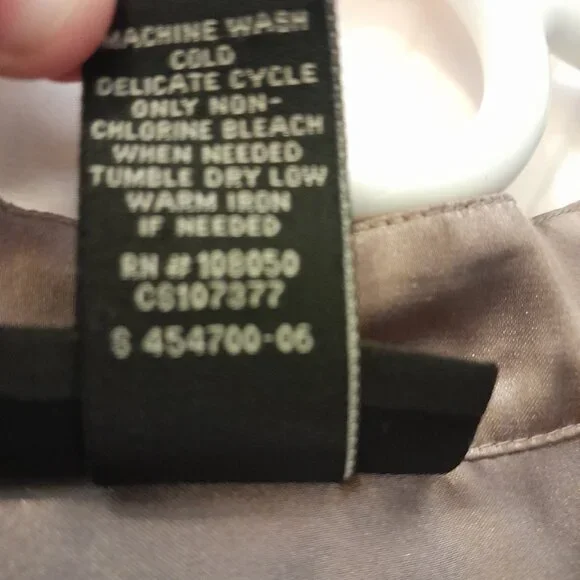 MACHINE WASH
COLD
DELICATE CYCLE
ONLY NON-
CHLORINE BLEACH
WHEN NEEDED
TUMBLE DRY LOW
WARM IRON
IF NEEDED
RN # 108050
CS107377
S 454700-06